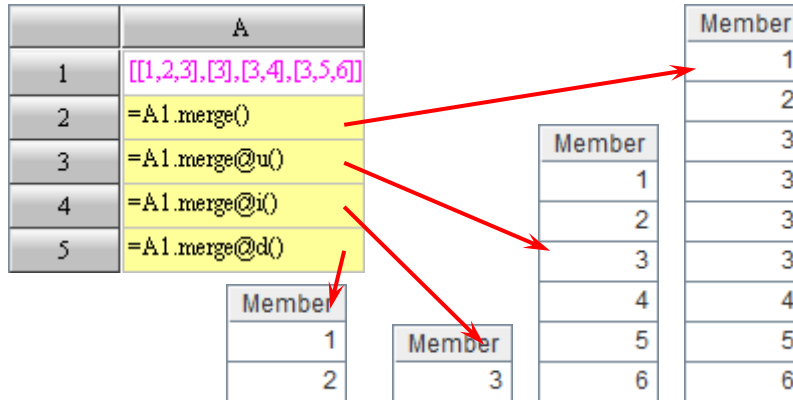 A
1 [[1,2,3],[3],[3,4],[3,5,6]]
2 =A1.merge()
3 =A1.merge@u()
4 =A1.merge@i()
5 =A1.merge@d()
Member
1
2
Member
3
Member
1
2
3
4
5
6
Member
1
2
3
3
3
3
4
5
6